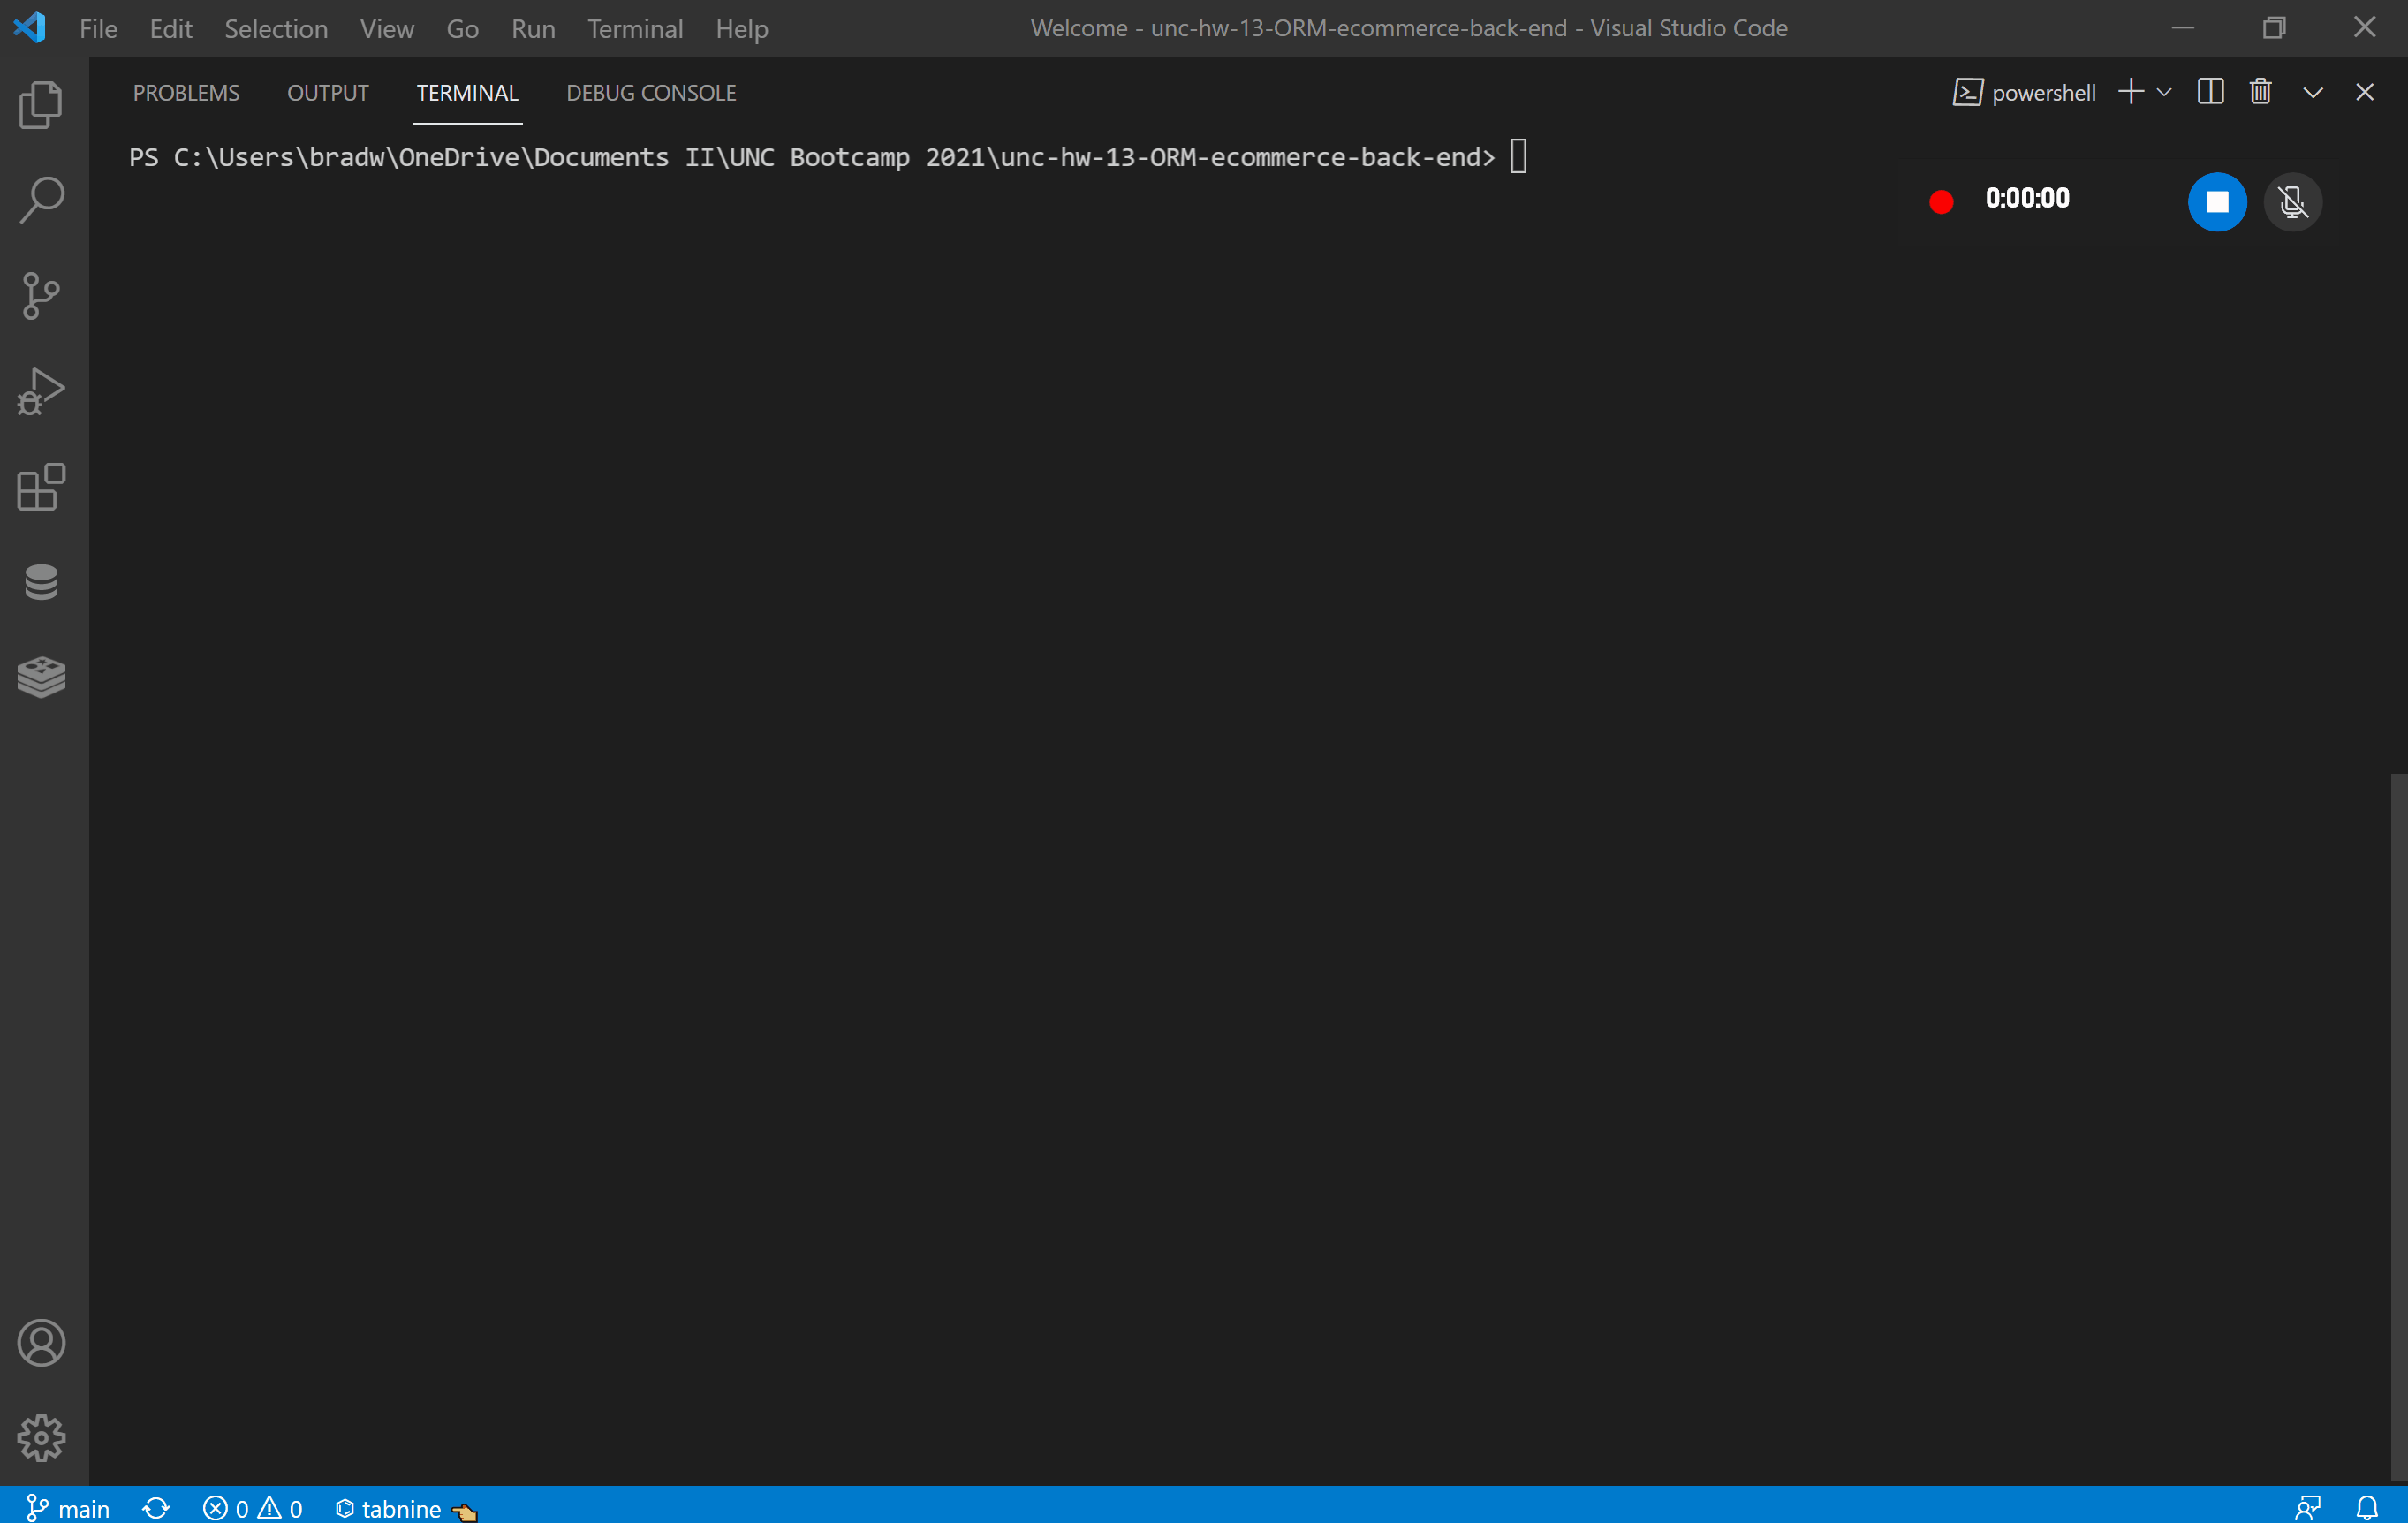 File Edit Selection View Go Run Terminal Help Welcome - unc-hw-13-ORM-ecommerce-back-end - Visual Studio Code
PROBLEMS OUTPUT TERMINAL DEBUG CONSOLE powershell
PS C:\Users\bradw\OneDrive\Documents II\UNC Bootcamp 2021\unc-hw-13-ORM-ecommerce-back-end>
0:00:00
main 0 0 tabnine